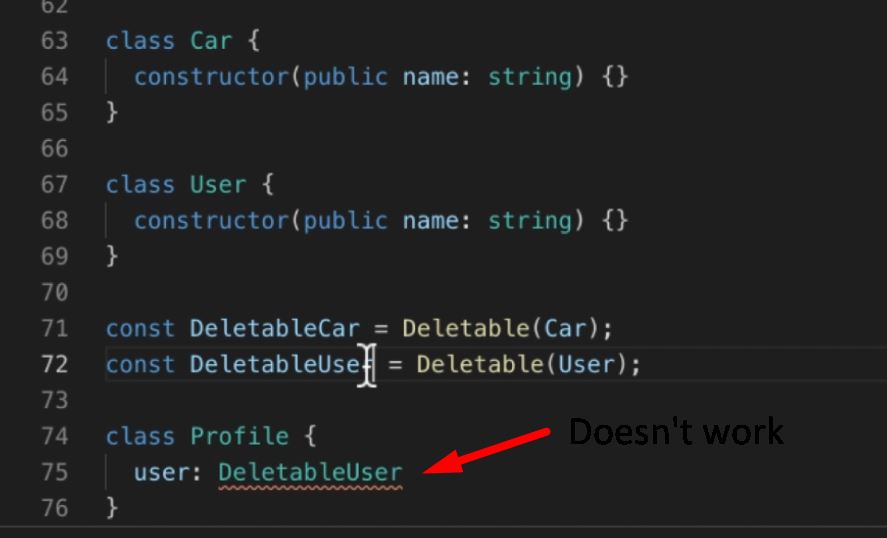 62
63 class Car {
64 constructor(public name: string) {}
65 }
66
67 class User {
68 constructor(public name: string) {}
69 }
70
71 const DeletableCar = Deletable(Car);
72 const DeletableUser = Deletable(User);
73
74 class Profile {
Doesn't work
75 user: DeletableUser
76 }